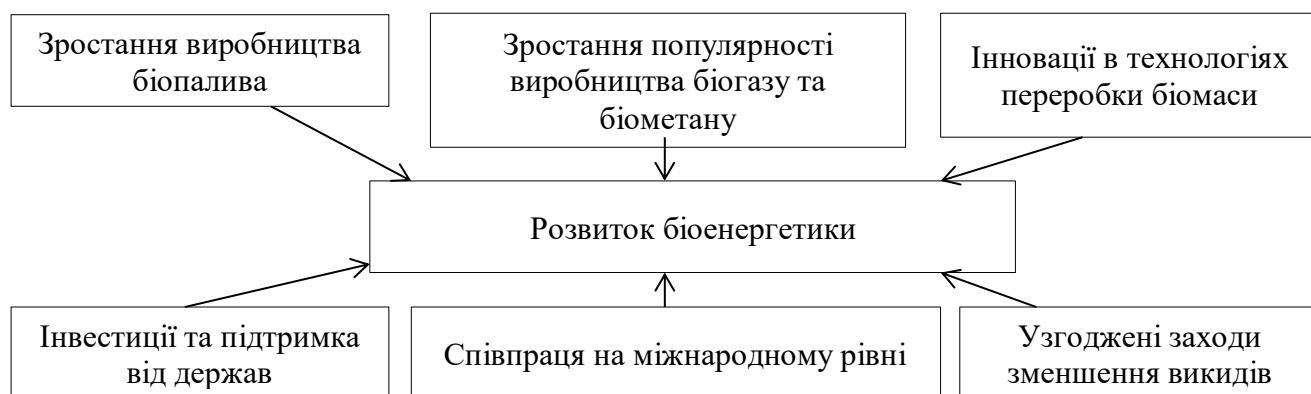 Зростання виробництва
біопалива
Зростання популярності
виробництва біогазу та
біометану
Інновації в технологіях
переробки біомаси
Розвиток біоенергетики
Інвестиції та підтримка
від держав
Співпраця на міжнародному рівні
Узгоджені заходи
зменшення викидів